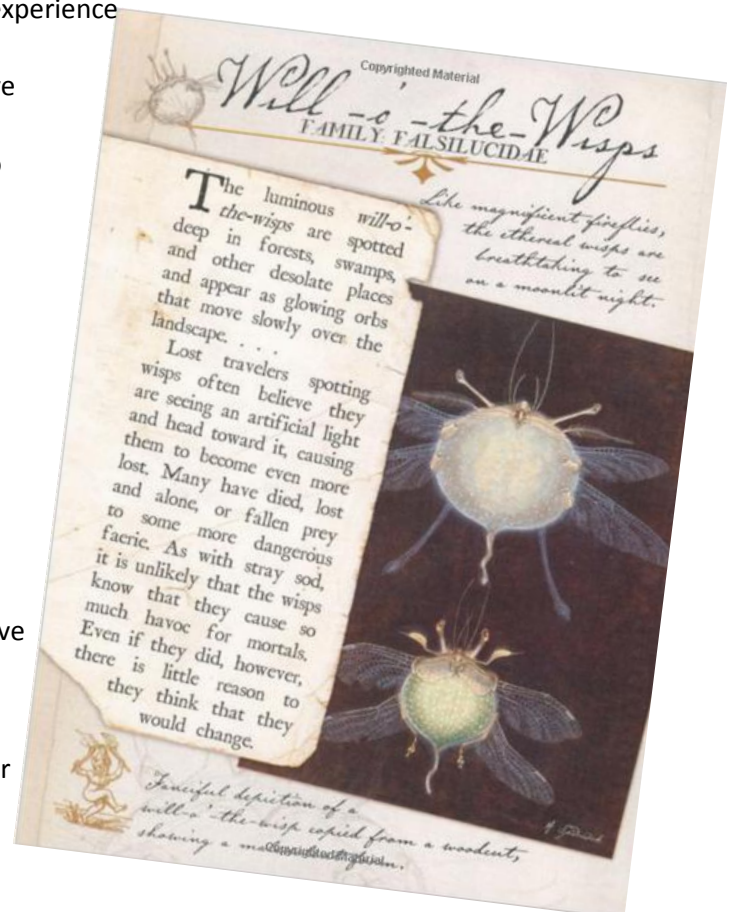 experience
Copyrighted Material
Will-o'-the-Wisps
FAMILY: FALSILUCIDAE
The luminous will-o'-
the-wisps are spotted
deep in forests, swamps,
and other desolate places
and appear as glowing orbs
that move slowly over the
landscape. . . .
Lost travelers spotting
wisps often believe they
are seeing an artificial light
and head toward it, causing
them to become even more
lost. Many have died, lost
and alone, or fallen prey
to some more dangerous
faerie. As with stray sod,
it is unlikely that the wisps
know that they cause so
much havoc for mortals.
Even if they did, however,
there is little reason to
they think that they
would change.
Like magnificent fireflies,
the ethereal wisps are
breathtaking to see
on a moonlit night.
Fanciful depiction of a
will-o'-the-wisp copied from a woodcut,
showing a
Copyrighted Material